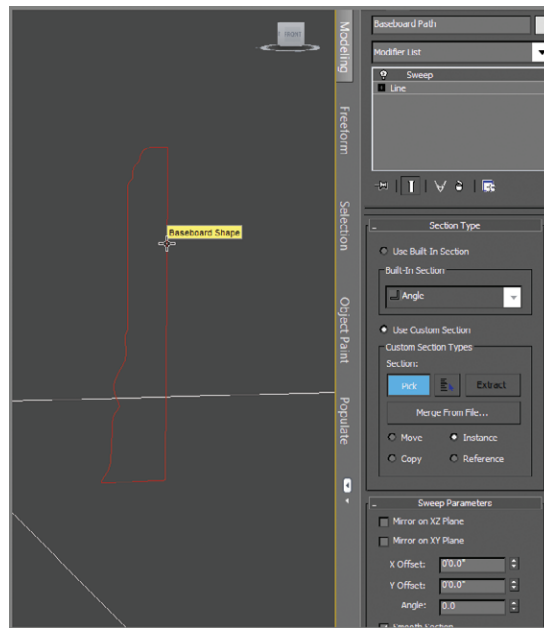 FRONT
Baseboard Shape
Modeling
Freeform
Selection
Object Paint
Populate
Baseboard Path
Modifier List
Sweep
Line
Section Type
Use Built In Section
Built-In Section
Angle
Use Custom Section
Custom Section Types
Section:
Pick
Extract
Merge From File...
Move Instance
Copy Reference
Sweep Parameters
Mirror on XZ Plane
Mirror on XY Plane
X Offset: 0'0.0"
Y Offset: 0'0.0"
Angle: 0.0
Smooth Section